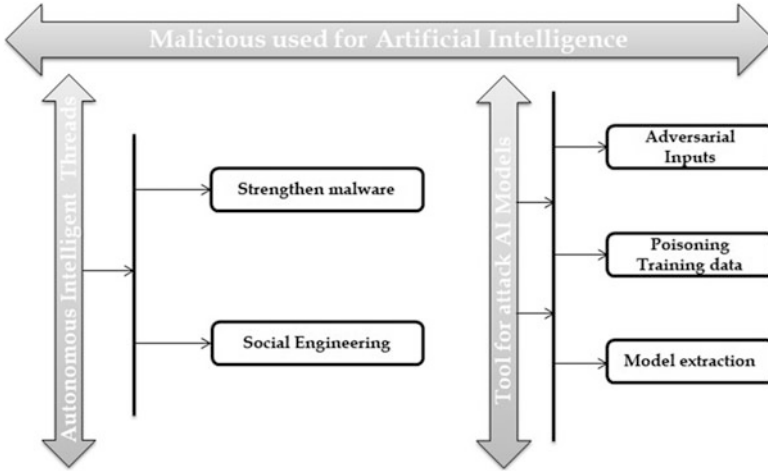 Malicious used for Artificial Intelligence
Autonomous Intelligent Threads
Strengthen malware
Social Engineering
Tool for attack AI Models
Adversarial
Inputs
Poisoning
Training data
Model extraction